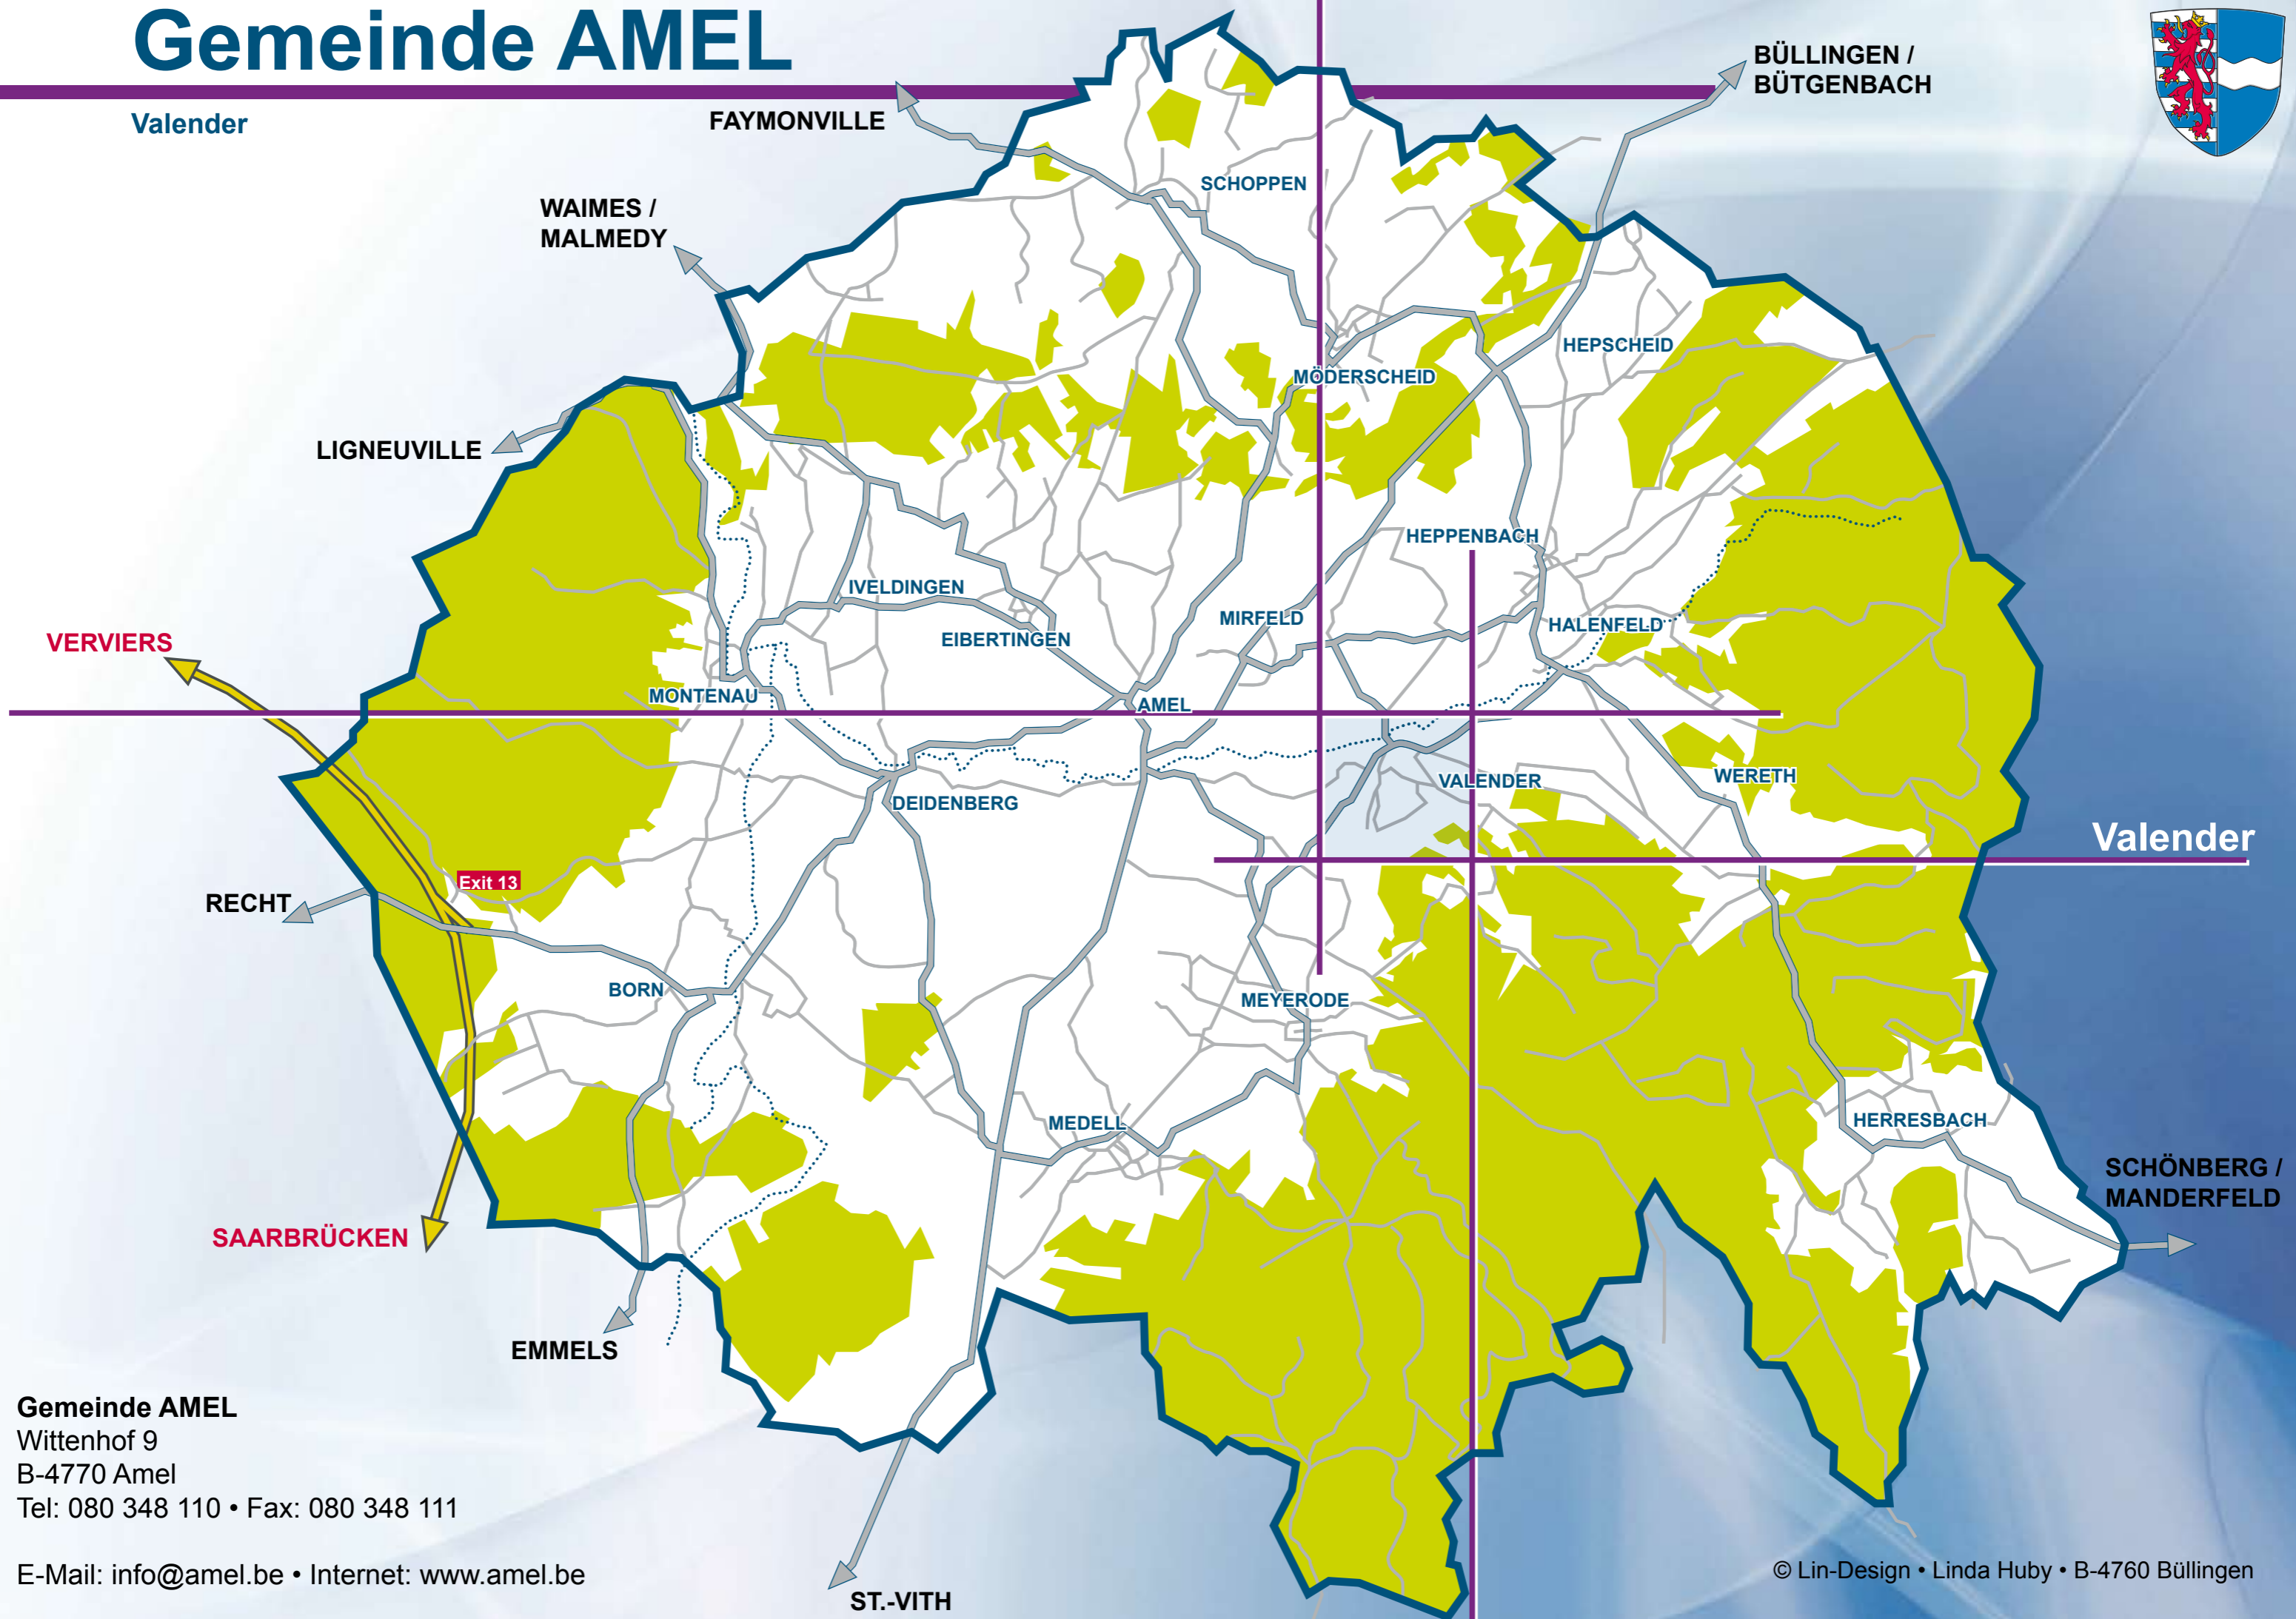 Gemeinde AMEL
Valender
BÜLLINGEN /
BÜTGENBACH
FAYMONVILLE
SCHOPPEN
WAIMES /
MALMEDY
HEPSCHEID
MÖDERSCHEID
LIGNEUVILLE
HEPPENBACH
IVELDINGEN
MIRFELD
HALENFELD
EIBERTINGEN
VERVIERS
MONTENAU
AMEL
WERETH
VALENDER
DEIDENBERG
Valender
Exit 13
RECHT
BORN
MEYERODE
MEDELL
HERRESBACH
SCHÖNBERG /
MANDERFELD
SAARBRÜCKEN
EMMELS
Gemeinde AMEL
Wittenhof 9
B-4770 Amel
Tel: 080 348 110 • Fax: 080 348 111
E-Mail: info@amel.be • Internet: www.amel.be
ST.-VITH
© Lin-Design • Linda Huby • B-4760 Büllingen